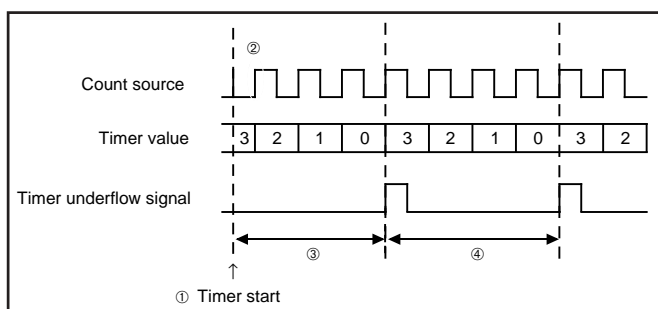 ②
Count source
Timer value 3 2 1 0 3 2 1 0 3 2
Timer underflow signal
③ ④
↑
① Timer start